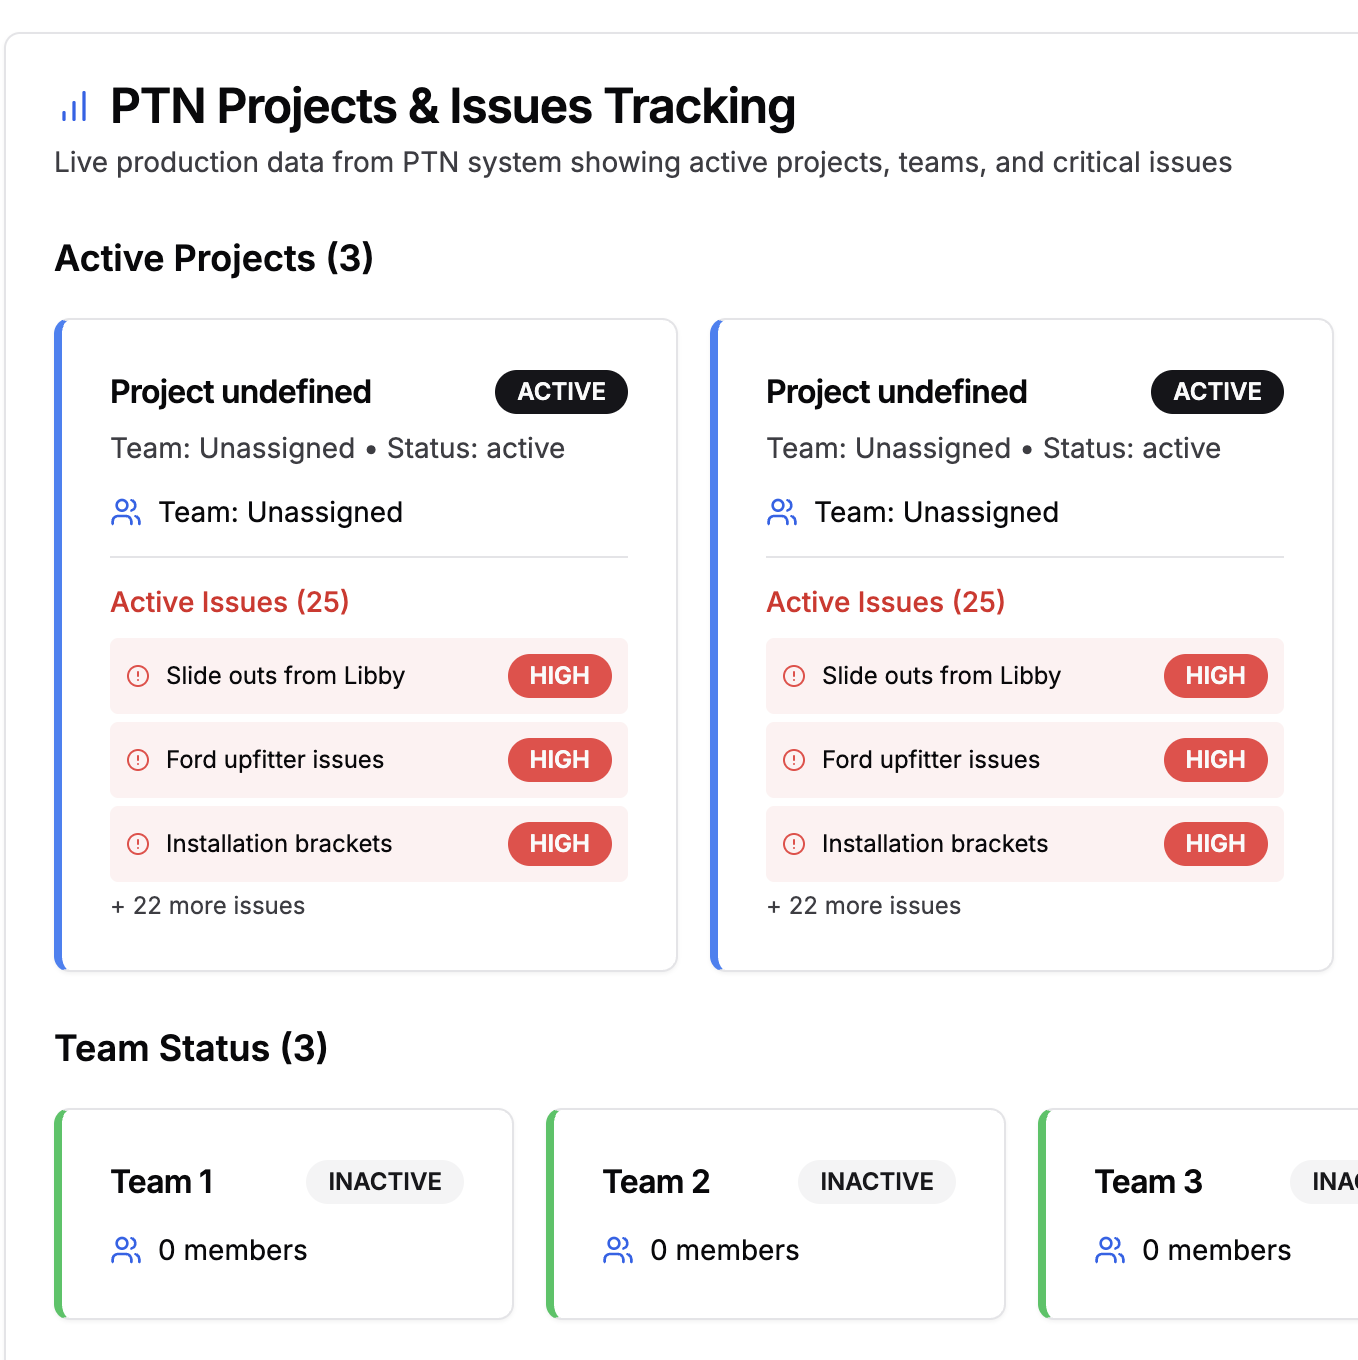 PTN Projects & Issues Tracking
Live production data from PTN system showing active projects, teams, and critical issues
Active Projects (3)
Project undefined ACTIVE
Team: Unassigned • Status: active
Team: Unassigned
Active Issues (25)
Slide outs from Libby HIGH
Ford upfitter issues HIGH
Installation brackets HIGH
+ 22 more issues
Project undefined ACTIVE
Team: Unassigned • Status: active
Team: Unassigned
Active Issues (25)
Slide outs from Libby HIGH
Ford upfitter issues HIGH
Installation brackets HIGH
+ 22 more issues
Team Status (3)
Team 1 INACTIVE
0 members
Team 2 INACTIVE
0 members
Team 3
0 members